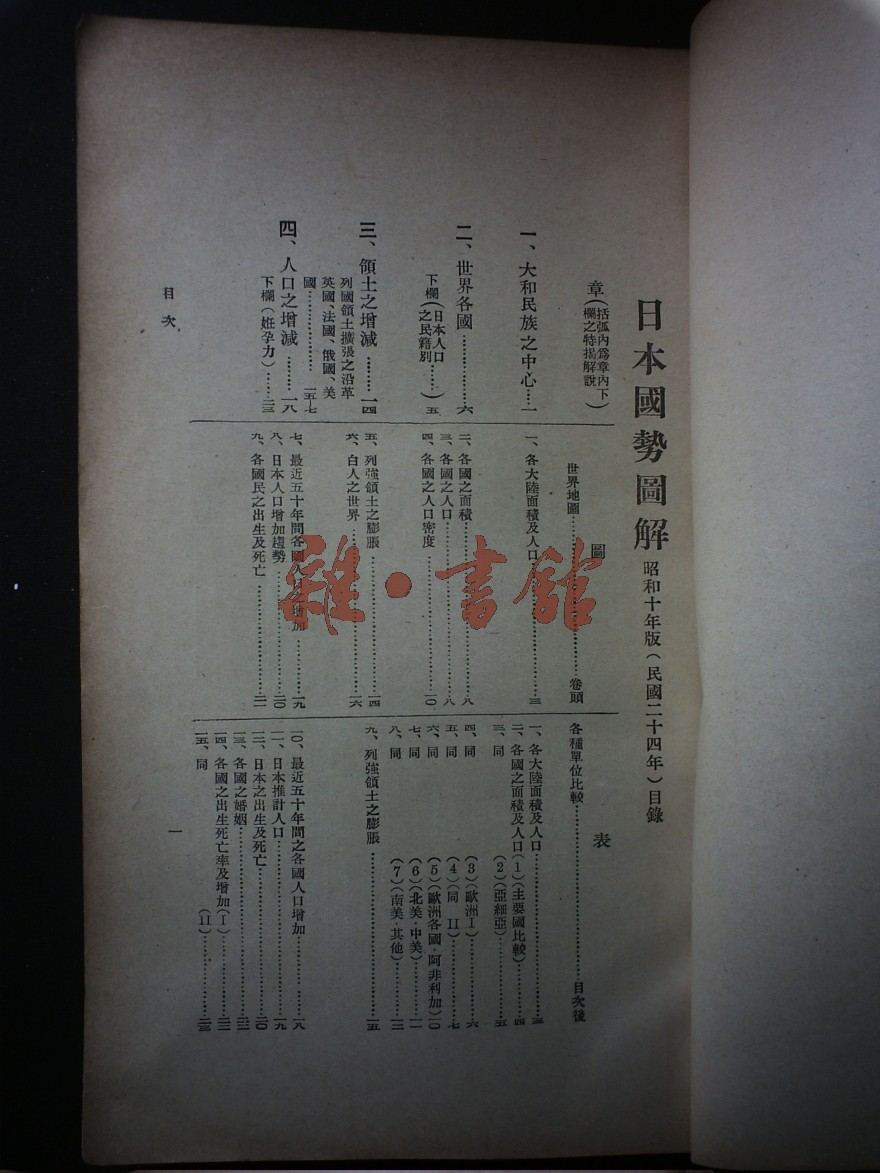 日本國勢圖解 昭和十年版(民國二十四年)目錄
章(括弧內爲章內下欄之特揭解說)
一、大和民族之中心……一
二、世界各國………………六
下欄(日本人口之民籍別……)五
三、領土之增減………一四
列國領土擴張之沿革
英國、法國、俄國、美
國………………一五—七
四、人口之增減………一八
下欄(姙孕力)……二三
圖
世界地圖………………卷頭
一、各大陸面積及人口………………三
二、各國之面積………………八
三、各國之人口………………八
四、各國之人口密度………………一〇
五、列強領土之膨脹………………一四
六、白人之世界………………一六
七、最近五十年間各國人口之增加………一九
八、日本人口增加趨勢………………二〇
九、各國民之出生及死亡………………二一
表
各種單位比較………………目次後
一、各大陸面積及人口………………三
二、各國之面積及人口(1)(主要國比較)………四
三、同 (2)(亞細亞)………五
四、同 (3)(歐洲I)………六
五、同 (4)(同 II)………七
六、同 (5)(歐洲各國·阿非利加)一〇
七、同 (6)(北美·中美)………一一
八、同 (7)(南美·其他)………一二
九、列強領土之膨脹………………一五
一〇、最近五十年間之各國人口增加………一八
一一、日本推計人口………………一九
一二、日本之出生及死亡………………二〇
一三、各國之婚姻………………二二
一四、各國之出生死亡率及增加(I)………二二
一五、同 (II)………二三
目次
一
雜·書館